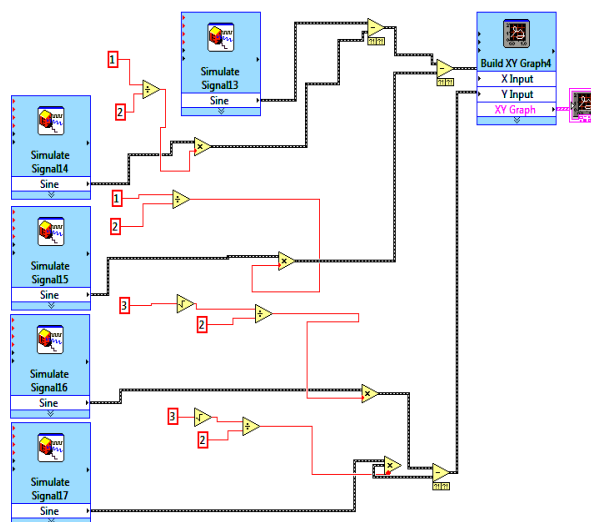 Simulate
Signal13
Sine
Build XY Graph4
X Input
Y Input
XY Graph
1
2
Simulate
Signal14
Sine
1
2
Simulate
Signal15
Sine
3
2
Simulate
Signal16
Sine
3
2
Simulate
Signal17
Sine